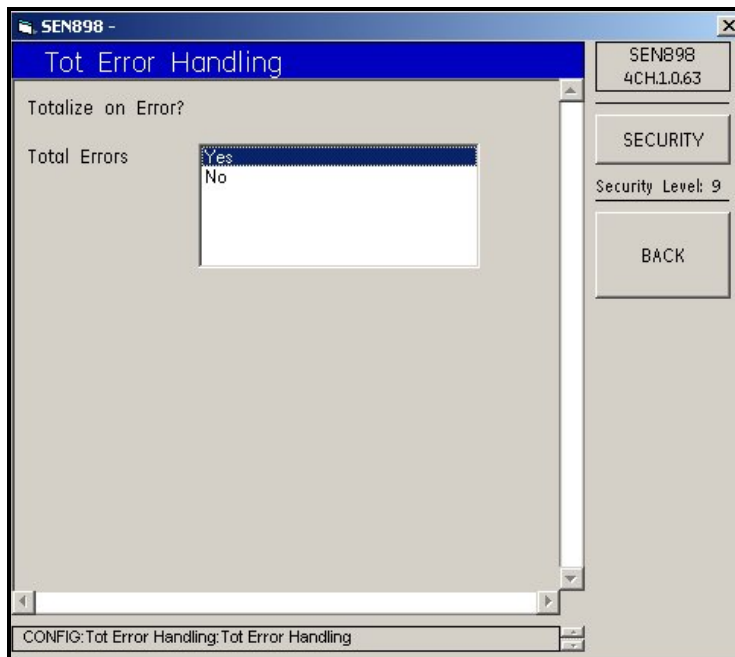 SEN898 -
Tot Error Handling
SEN898
4CH.1.0.63
Totalize on Error?
SECURITY
Total Errors
Yes
No
Security Level: 9
BACK
CONFIG:Tot Error Handling:Tot Error Handling